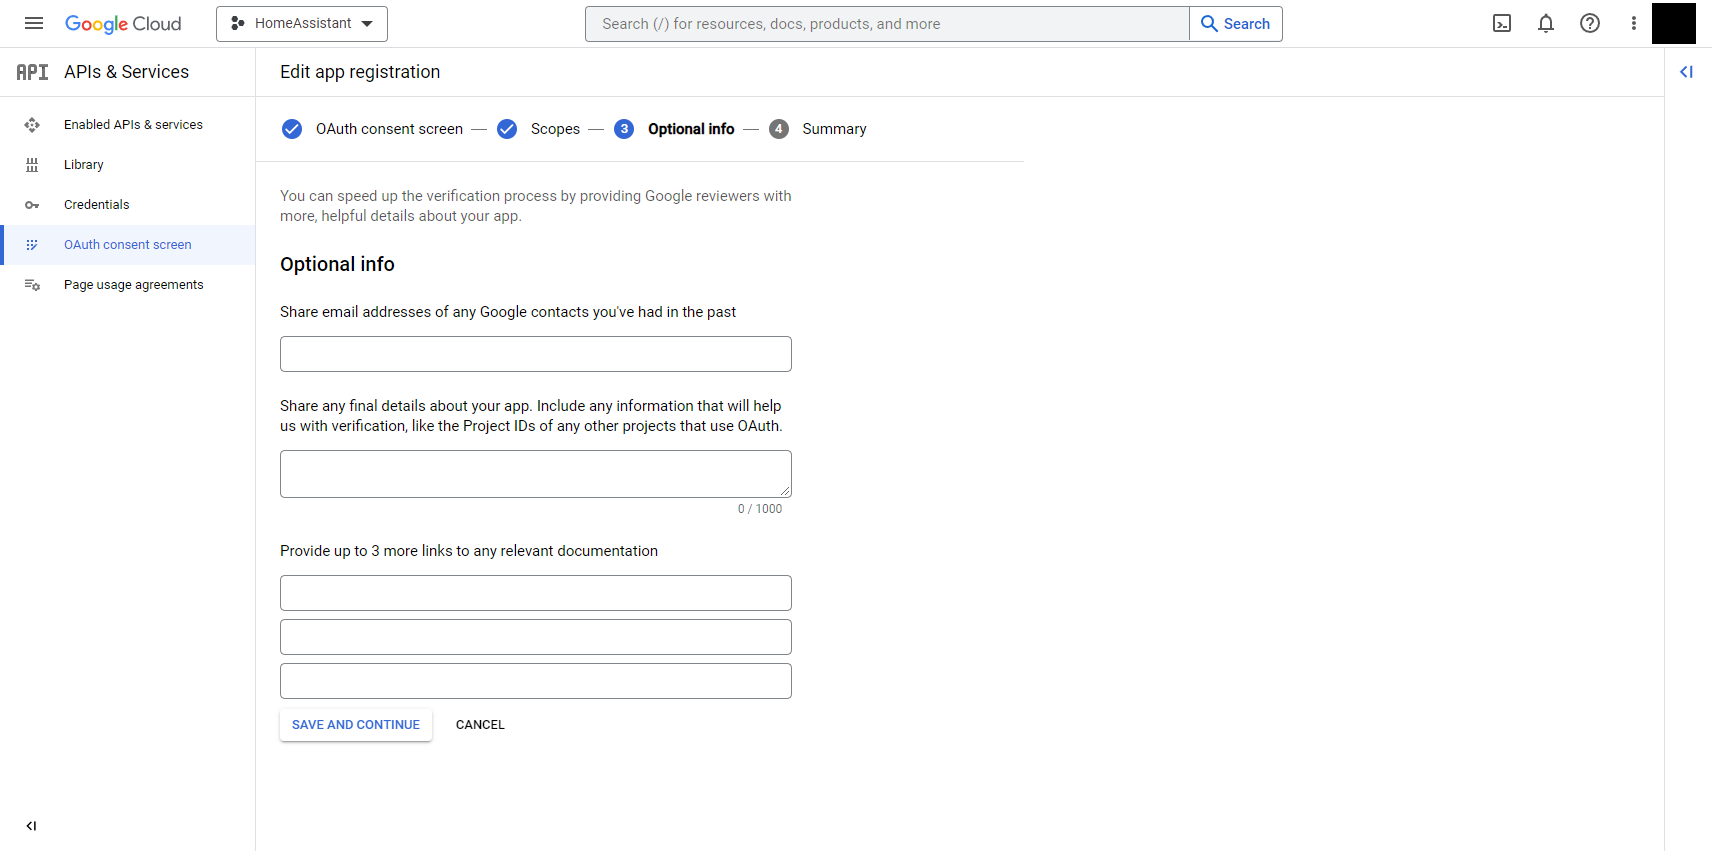 Google Cloud
HomeAssistant
Search (/) for resources, docs, products, and more
Search
API
APIs & Services
Edit app registration
Enabled APIs & services
Library
Credentials
OAuth consent screen
Page usage agreements
OAuth consent screen
Scopes
3
Optional info
4
Summary
You can speed up the verification process by providing Google reviewers with
more, helpful details about your app.
Optional info
Share email addresses of any Google contacts you've had in the past
Share any final details about your app. Include any information that will help
us with verification, like the Project IDs of any other projects that use OAuth.
0 / 1000
Provide up to 3 more links to any relevant documentation
SAVE AND CONTINUE
CANCEL